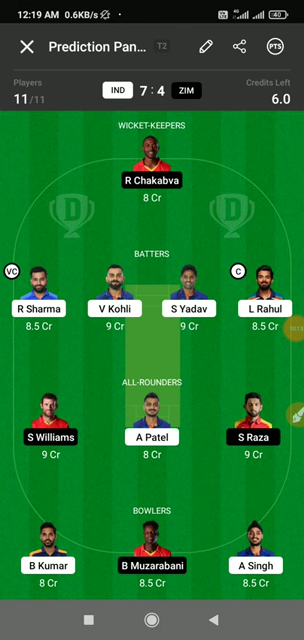 12:19 AM 0.6KB/s
40
Prediction Pan... T2
PTS
Players
11/11
IND 7 : 4 ZIM
Credits Left
6.0
WICKET-KEEPERS
R Chakabva
8 Cr
D D
BATTERS
VC C
R Sharma V Kohli S Yadav L Rahul
8.5 Cr 9 Cr 9 Cr 8.5 Cr
ALL-ROUNDERS
S Williams A Patel S Raza
9 Cr 8 Cr 9 Cr
BOWLERS
B Kumar B Muzarabani A Singh
8 Cr 8.5 Cr 8.5 Cr